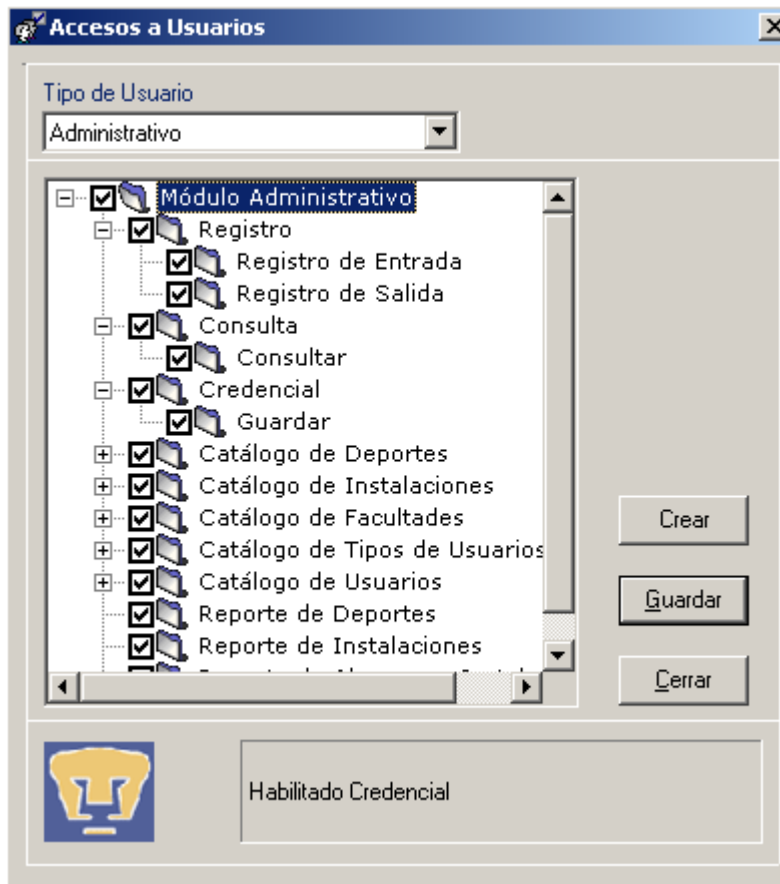 Accesos a Usuarios
Tipo de Usuario
Administrativo
Módulo Administrativo
Registro
Registro de Entrada
Registro de Salida
Consulta
Consultar
Credencial
Guardar
Catálogo de Deportes
Catálogo de Instalaciones
Catálogo de Facultades
Catálogo de Tipos de Usuarios
Catálogo de Usuarios
Reporte de Deportes
Reporte de Instalaciones
Crear
Guardar
Cerrar
Habilitado Credencial